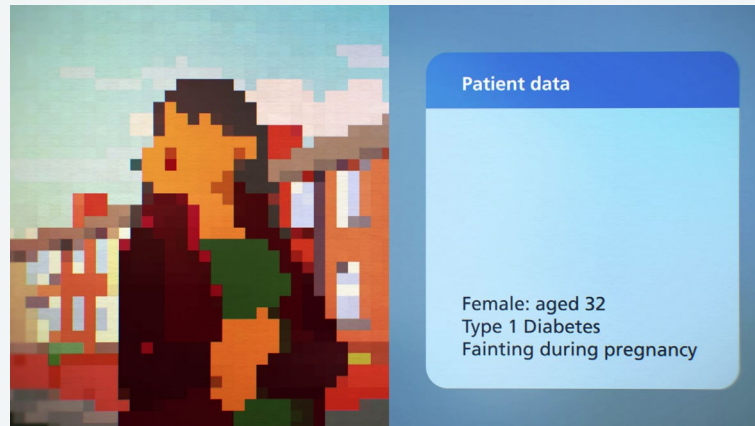 Patient data
Female: aged 32
Type 1 Diabetes
Fainting during pregnancy